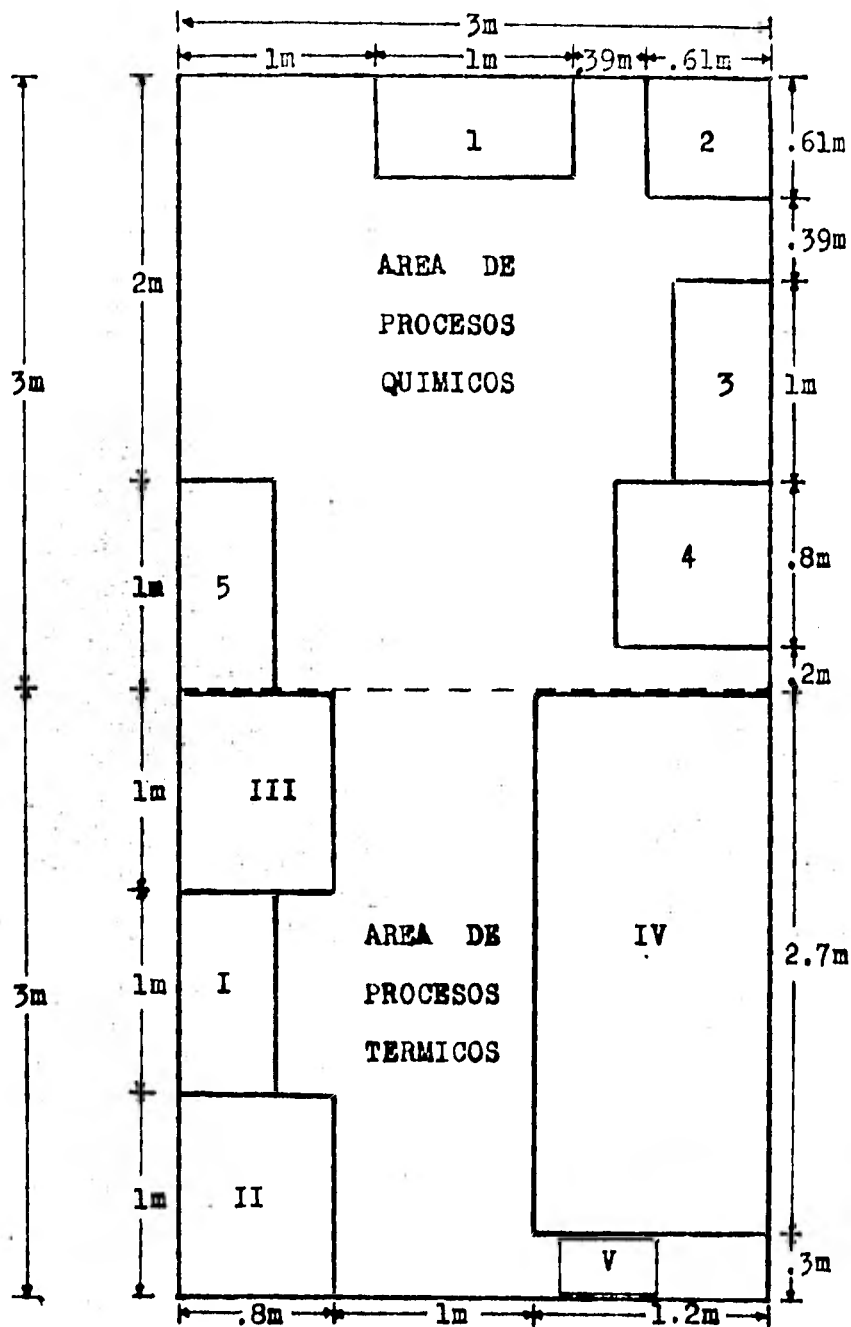 3m
1m 1m .39m .61m
1 2 .61m
.39m
AREA DE
2m
PROCESOS
3m QUIMICOS 3 1m
1m 5 4 .8m
2m
1m III
AREA DE IV 2.7m
3m 1m I PROCESOS
TERMICOS
1m II
V .3m
.8m 1m 1.2m